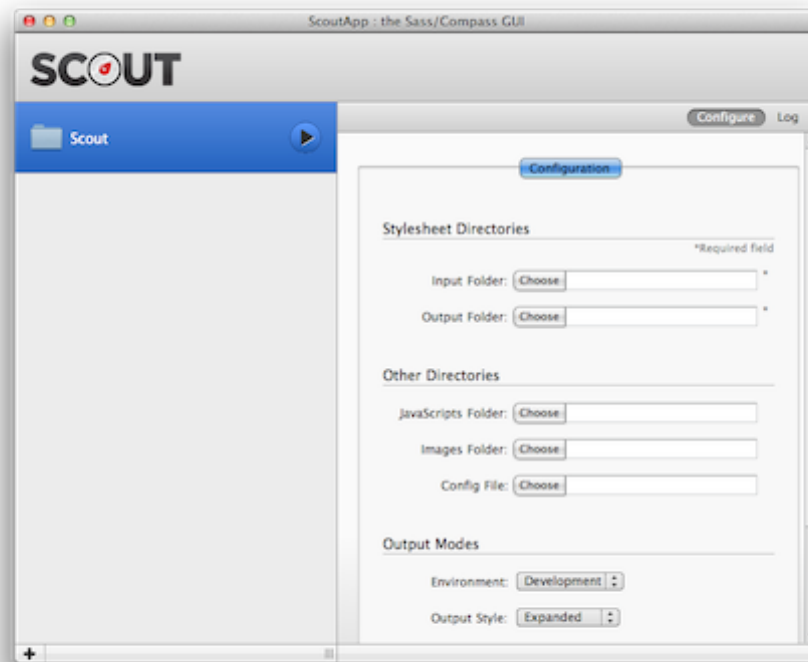 ScoutApp : the Sass/Compass GUI
SCOUT
Scout
Configure Log
Configuration
Stylesheet Directories
*Required field
Input Folder: Choose *
Output Folder: Choose *
Other Directories
JavaScripts Folder: Choose
Images Folder: Choose
Config File: Choose
Output Modes
Environment: Development
Output Style: Expanded
+